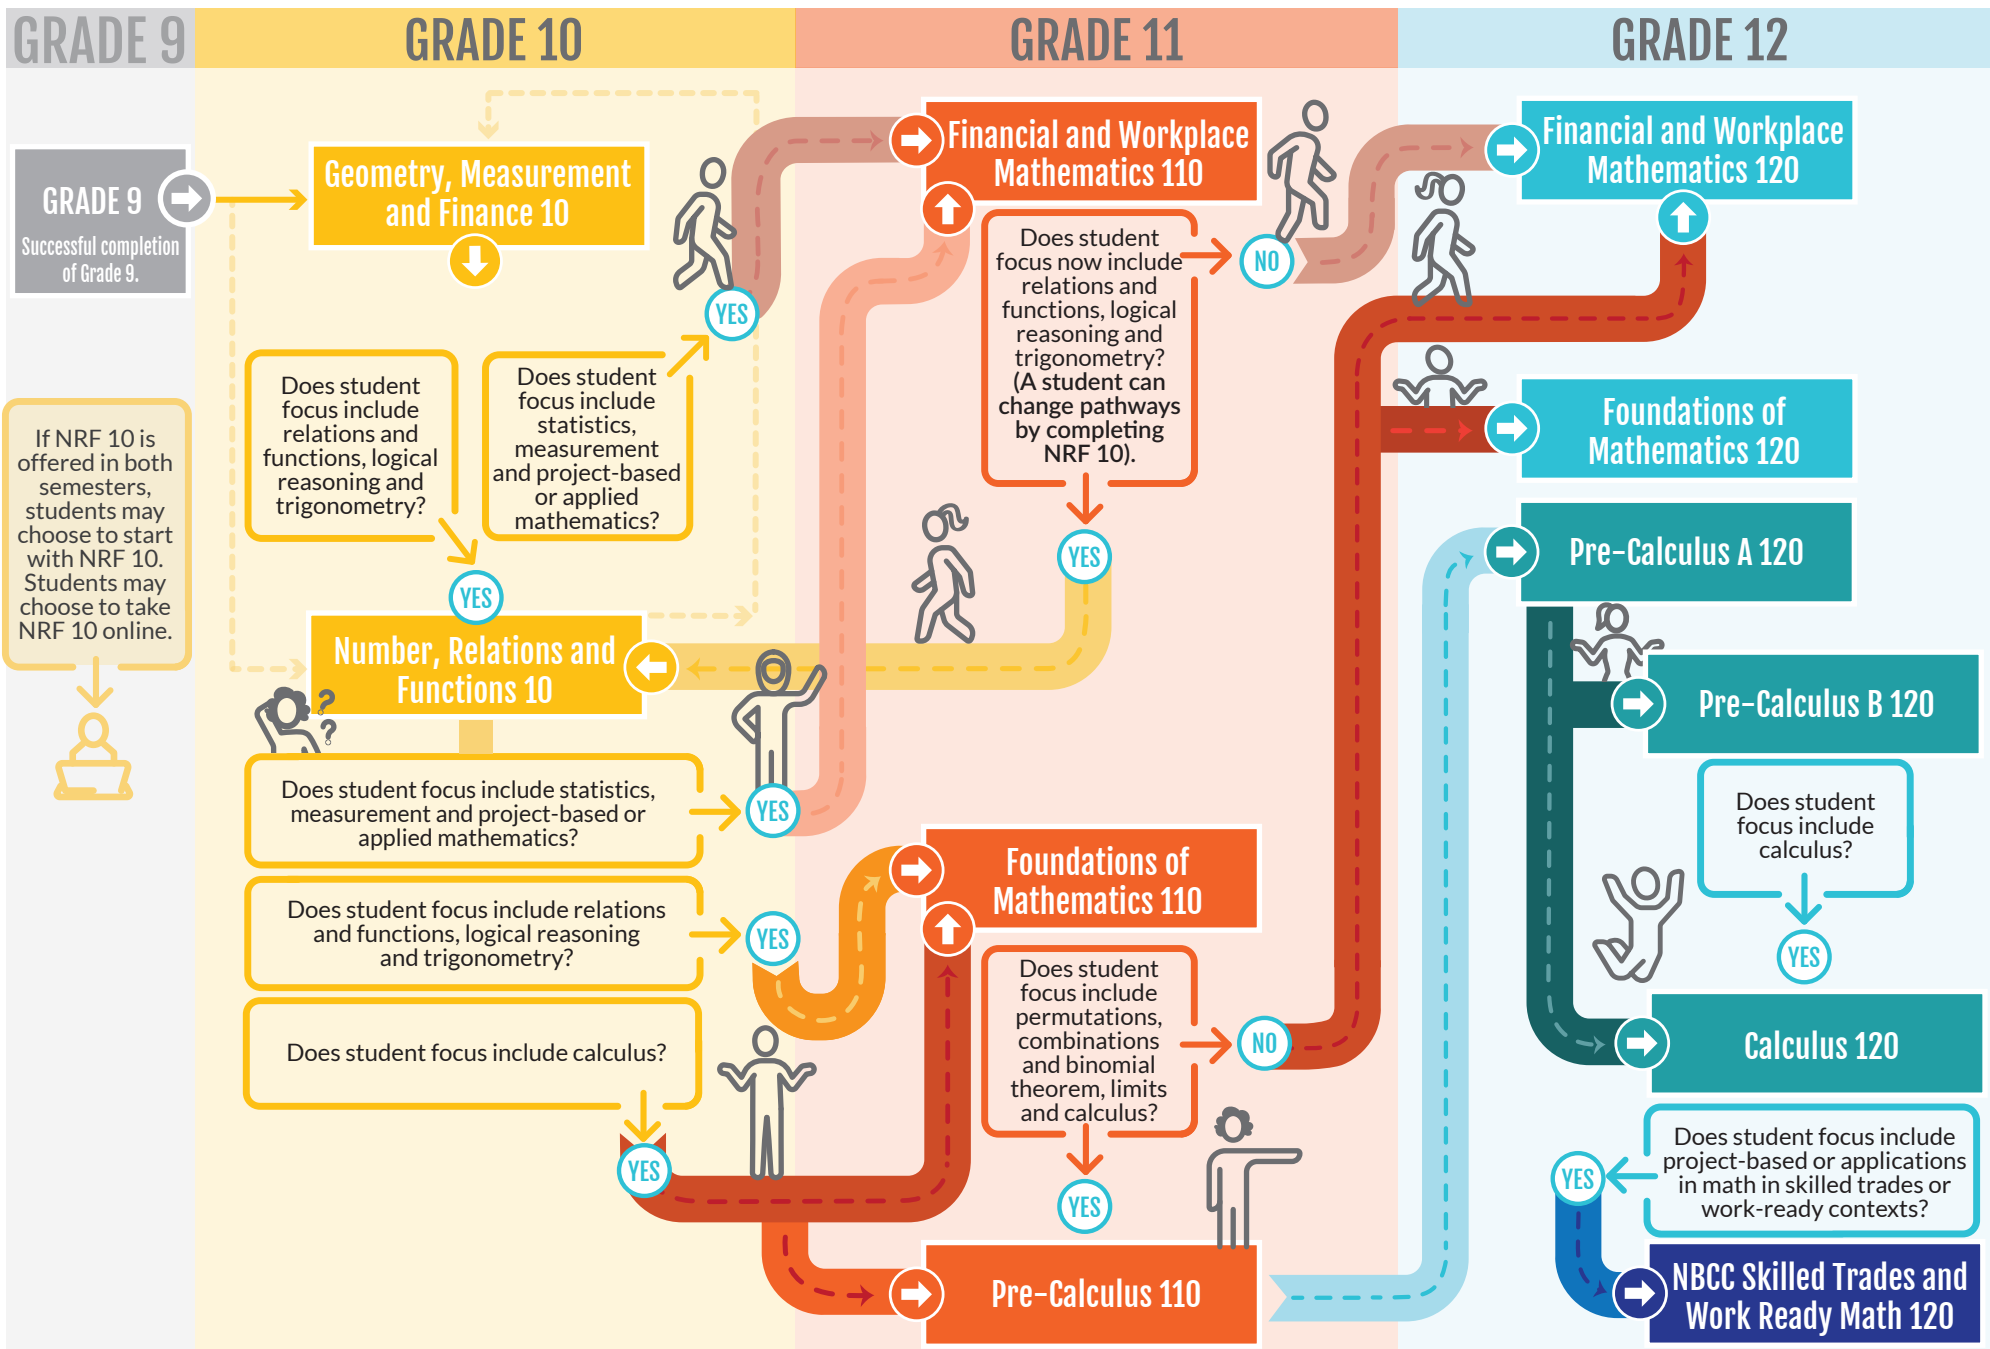 GRADE 9
GRADE 10
GRADE 11
GRADE 12
GRADE 9
Successful completion
of Grade 9.
If NRF 10 is
offered in both
semesters,
students may
choose to start
with NRF 10.
Students may
choose to take
NRF 10 online.
Geometry, Measurement
and Finance 10
Does student
focus include
relations and
functions, logical
reasoning and
trigonometry?
YES
Does student
focus include
statistics,
measurement
and project-based
or applied
mathematics?
YES
Number, Relations and
Functions 10
?
?
Does student focus include statistics,
measurement and project-based or
applied mathematics?
YES
Does student focus include relations
and functions, logical reasoning
and trigonometry?
YES
Does student focus include calculus?
YES
Financial and Workplace
Mathematics 110
Does student
focus now include
relations and
functions, logical
reasoning and
trigonometry?
(A student can
change pathways
by completing
NRF 10).
NO
YES
Foundations of
Mathematics 110
Does student
focus include
permutations,
combinations
and binomial
theorem, limits
and calculus?
NO
YES
Pre-Calculus 110
Financial and Workplace
Mathematics 120
Foundations of
Mathematics 120
Pre-Calculus A 120
Pre-Calculus B 120
Does student
focus include
calculus?
YES
Calculus 120
Does student focus include
project-based or applications
in math in skilled trades or
work-ready contexts?
YES
NBCC Skilled Trades and
Work Ready Math 120